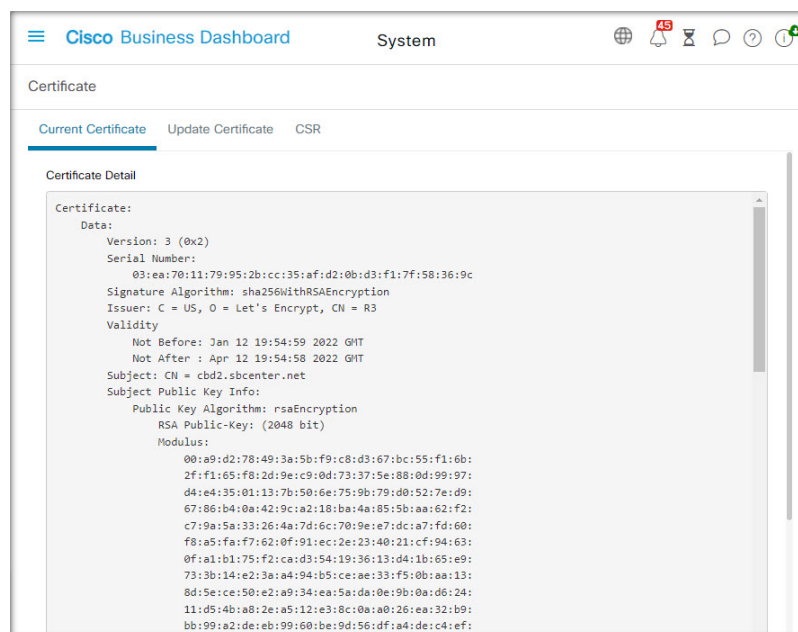 Cisco Business Dashboard
System
45
Certificate
Current Certificate Update Certificate CSR
Certificate Detail
Certificate:
Data:
Version: 3 (0x2)
Serial Number:
03:ea:70:11:79:95:2b:cc:35:af:d2:0b:d3:f1:7f:58:36:9c
Signature Algorithm: sha256WithRSAEncryption
Issuer: C = US, O = Let's Encrypt, CN = R3
Validity
Not Before: Jan 12 19:54:59 2022 GMT
Not After : Apr 12 19:54:58 2022 GMT
Subject: CN = cbd2.sbcenter.net
Subject Public Key Info:
Public Key Algorithm: rsaEncryption
RSA Public-Key: (2048 bit)
Modulus:
00:a9:d2:78:49:3a:5b:f9:c8:d3:67:bc:55:f1:6b:
2f:f1:65:f8:2d:9e:c9:0d:73:37:5e:88:0d:99:97:
d4:e4:35:01:13:7b:50:6e:75:9b:79:d0:52:7e:d9:
67:86:b4:0a:42:9c:a2:18:ba:4a:85:5b:aa:62:f2:
c7:9a:5a:33:26:4a:7d:6c:70:9e:e7:dc:a7:fd:60:
f8:a5:fa:f7:62:0f:91:ec:2e:23:40:21:cf:94:63:
0f:a1:b1:75:f2:ca:d3:54:19:36:13:d4:1b:65:e9:
73:3b:14:e2:3a:a4:94:b5:ce:ae:33:f5:0b:aa:13:
8d:5e:ce:50:e2:a9:34:ea:5a:da:0e:9b:0a:d6:24:
11:d5:4b:a8:2e:a5:12:e3:8c:0a:a0:26:ea:32:b9:
bb:99:a2:de:eb:99:60:be:9d:56:df:a4:de:c4:ef: